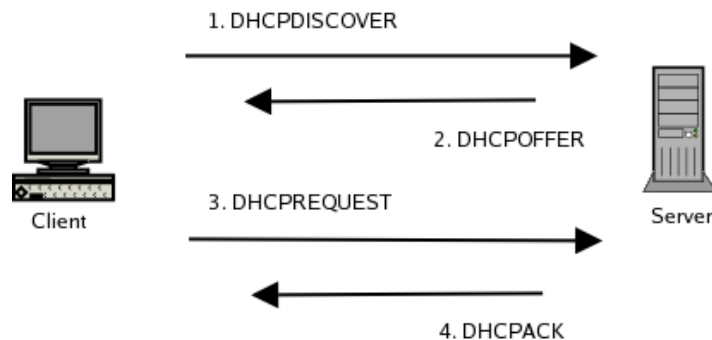 1. DHCPDISCOVER
2. DHCPOFFER
3. DHCPREQUEST
Client
Server
4. DHCPACK